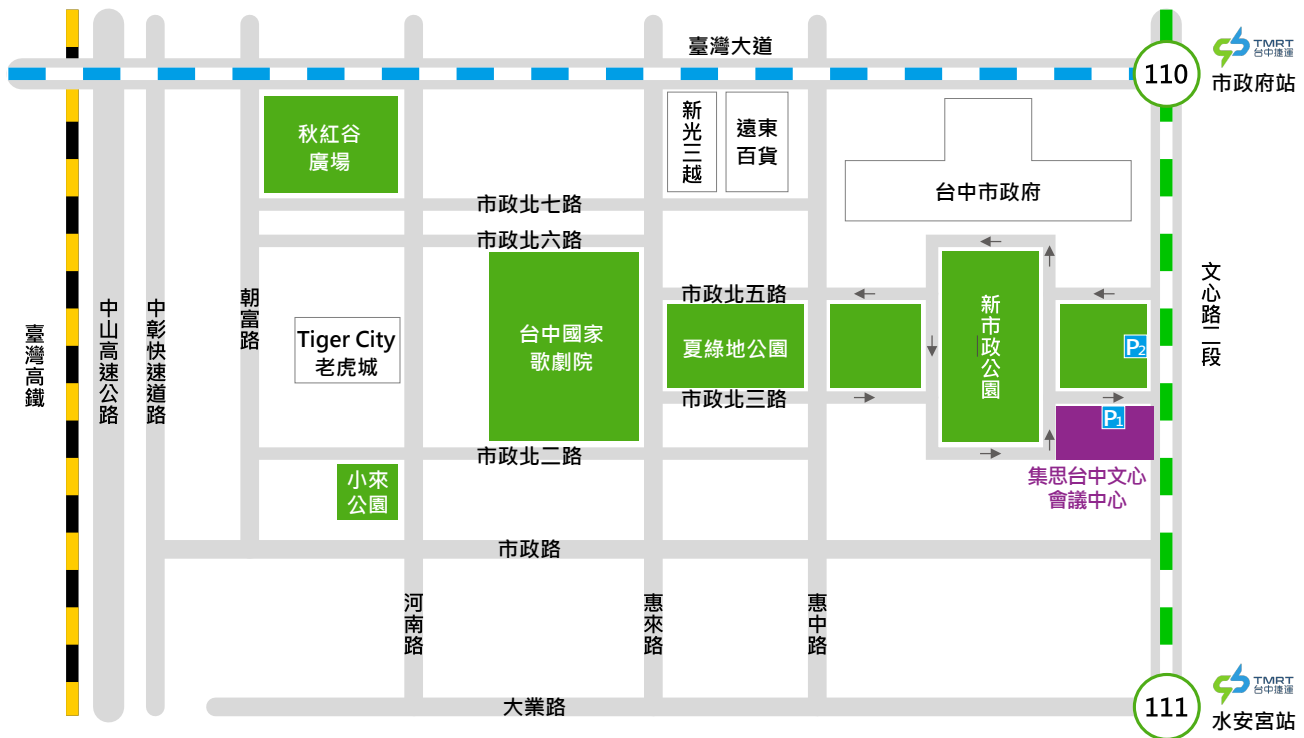 臺灣大道
TMRT
台中捷運
110
市政府站
秋紅谷
廣場
新光三越
遠東
百貨
台中市政府
市政北七路
市政北六路
臺灣高鐵
中山高速公路
中彰快速道路
朝富路
Tiger City
老虎城
台中國家
歌劇院
市政北五路
夏綠地公園
市政北三路
新市政公園
P2
P1
文心路二段
市政北二路
小來
公園
集思台中文心
會議中心
市政路
河南路
惠來路
惠中路
大業路
111
TMRT
台中捷運
水安宮站